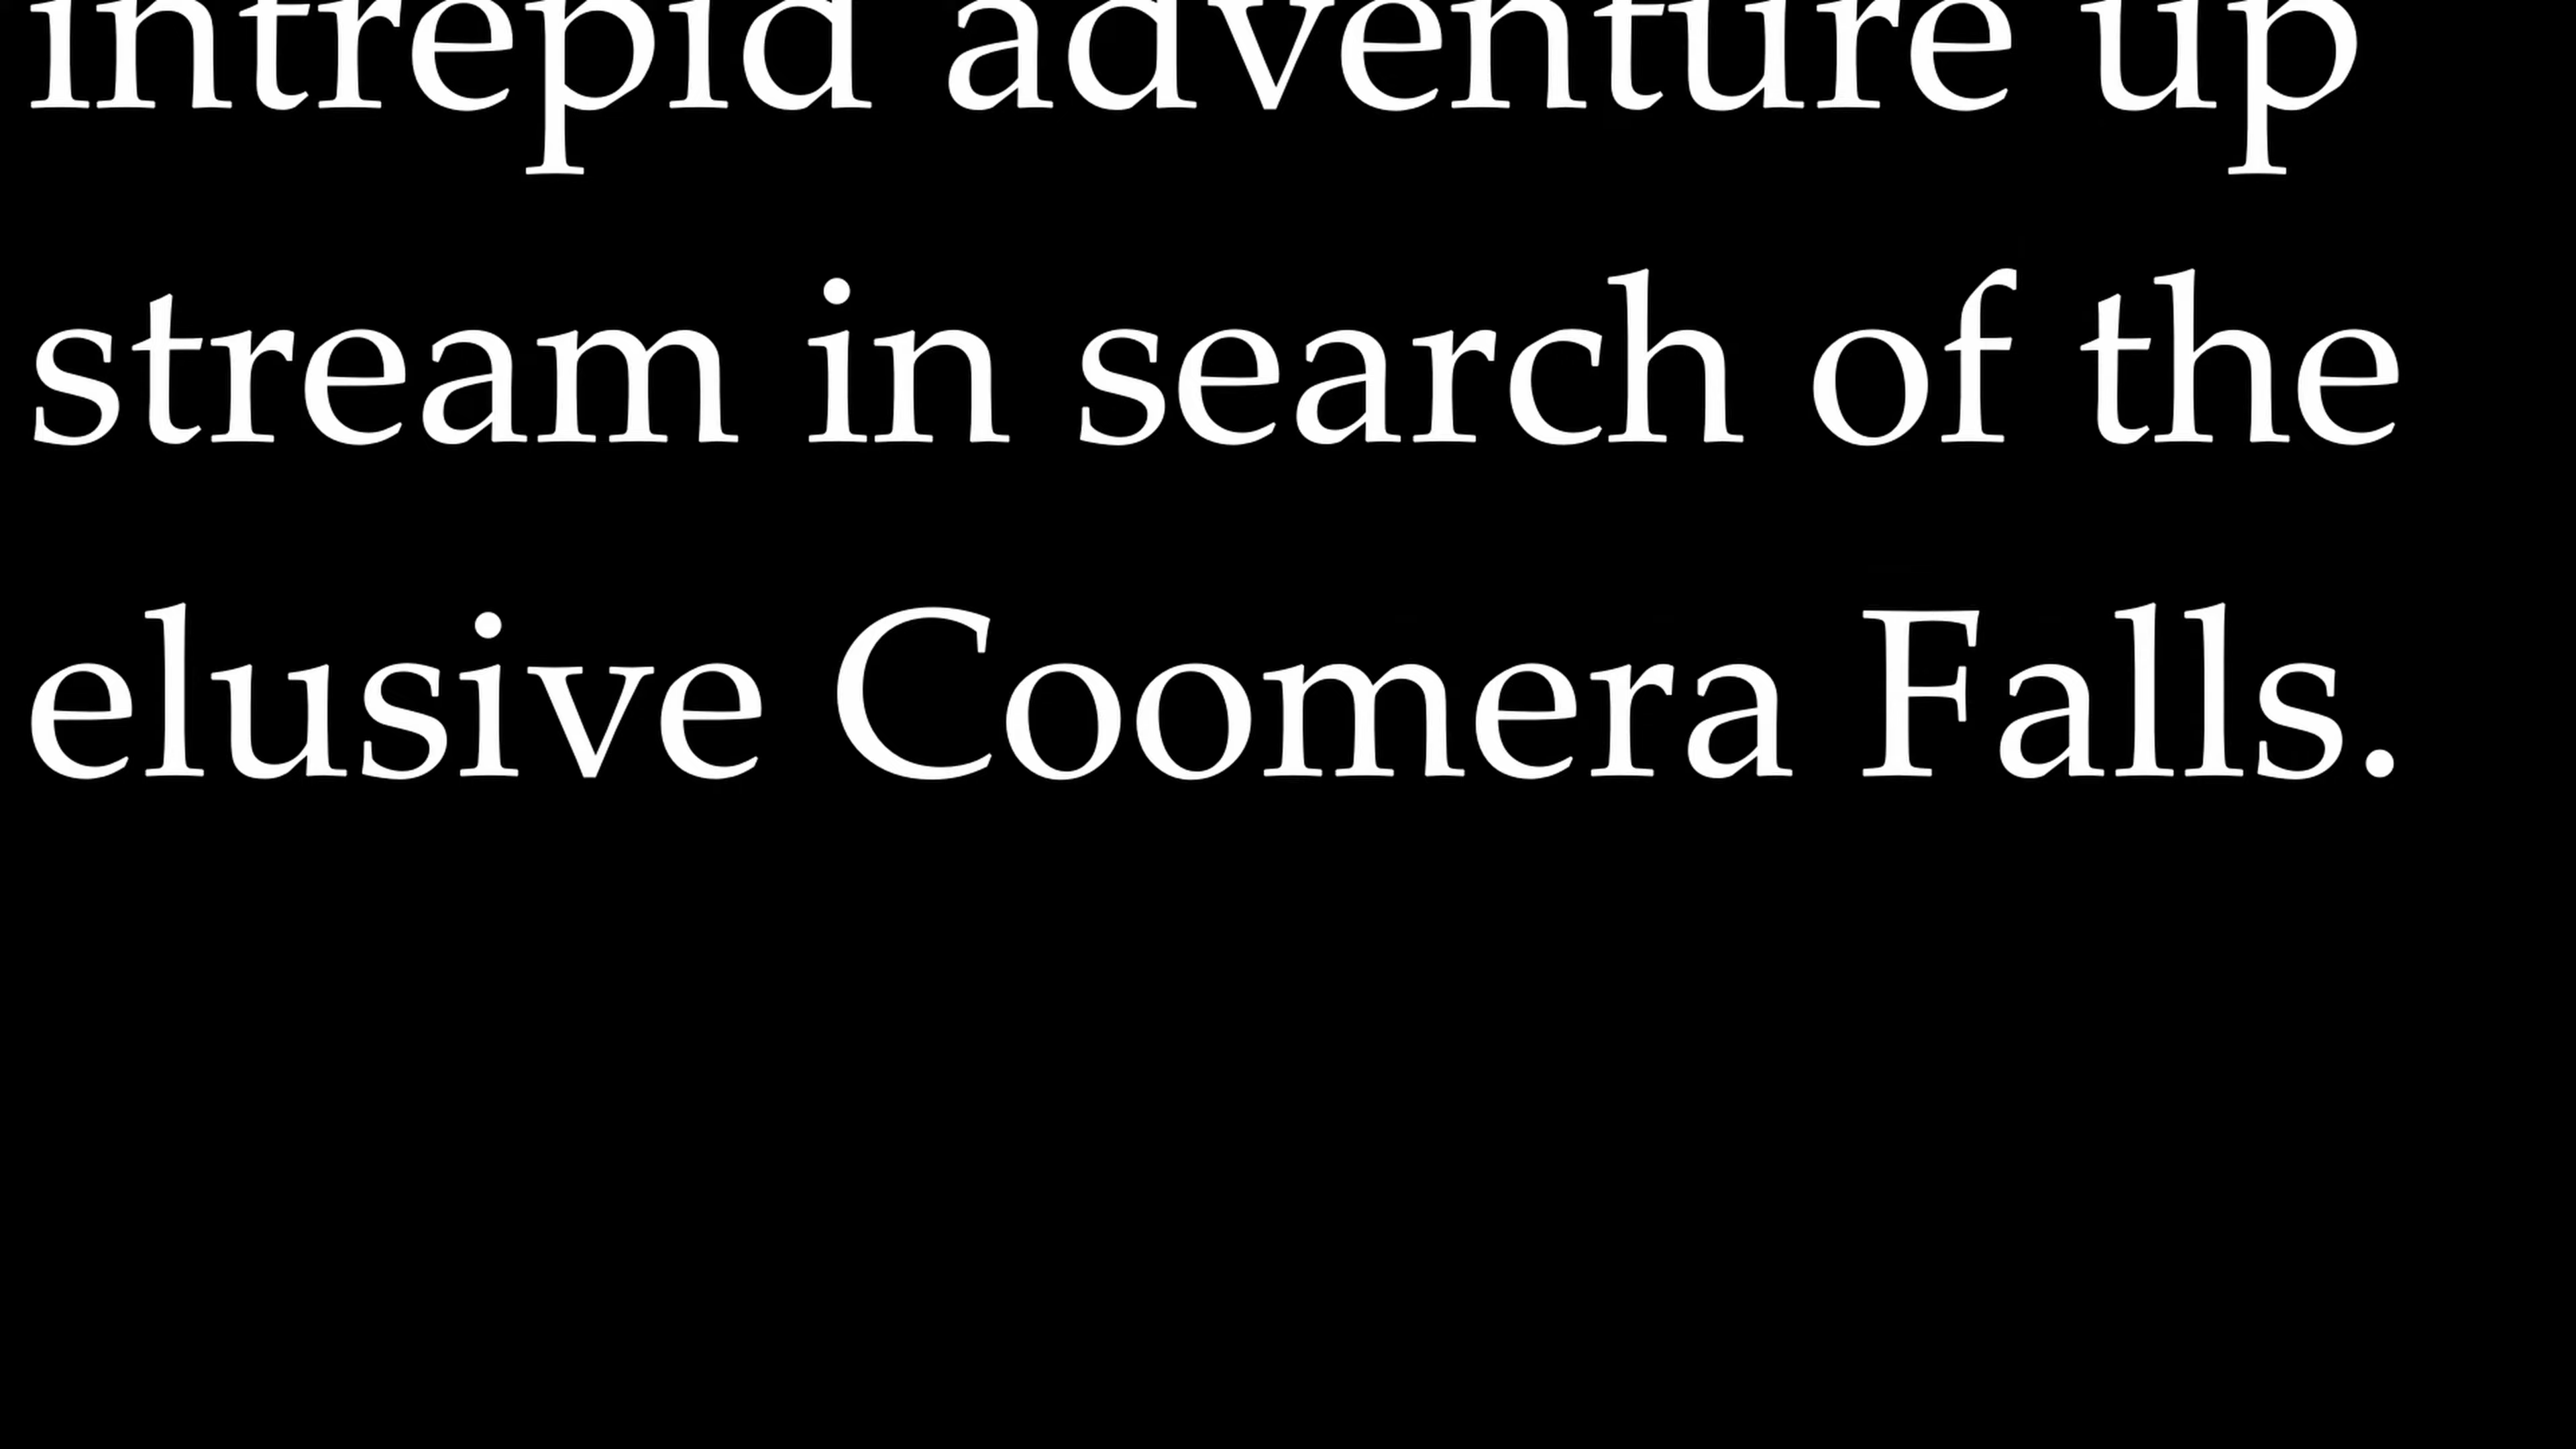 intrepid adventure up
stream in search of the
elusive Coomera Falls.